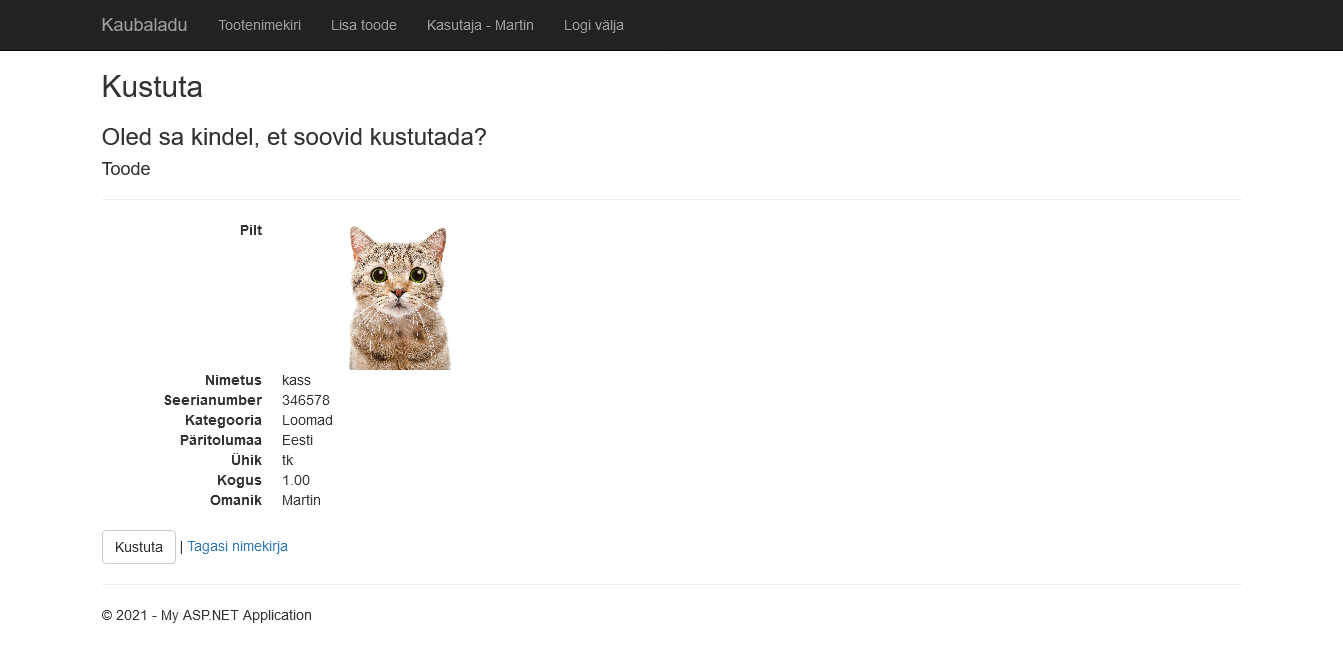 Kaubaladu Tootenimekiri Lisa toode Kasutaja - Martin Logi välja
Kustuta
Oled sa kindel, et soovid kustutada?
Toode
Pilt
Nimetus kass
Seerianumber 346578
Kategooria Loomad
Päritolumaa Eesti
Ühik tk
Kogus 1.00
Omanik Martin
Kustuta | Tagasi nimekirja
© 2021 - My ASP.NET Application